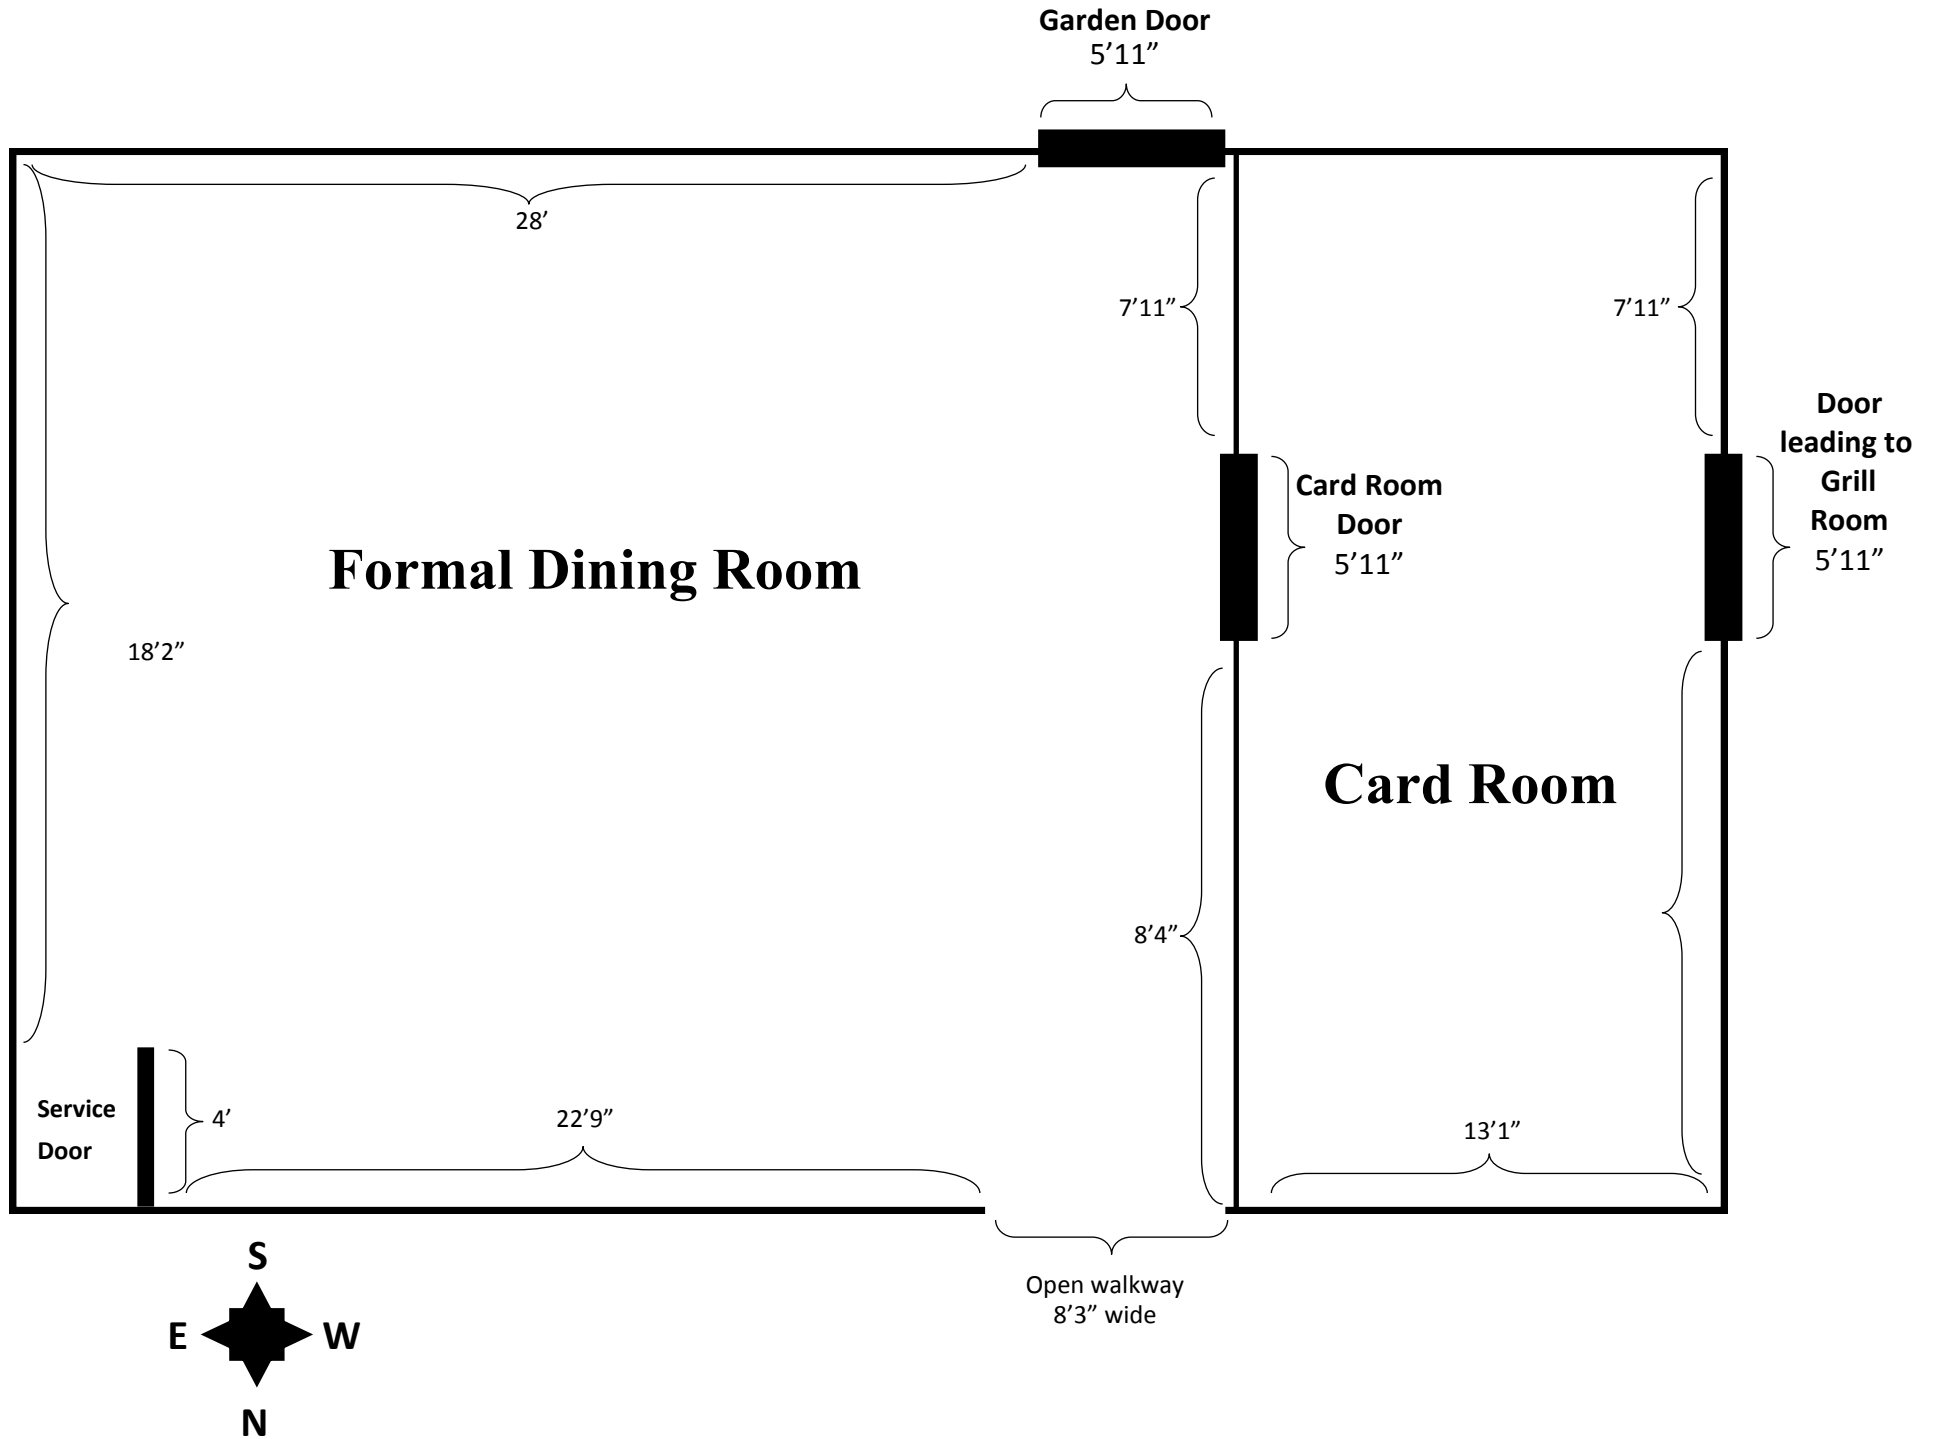 Garden Door
5’11”
28’
7’11”
7’11”
Door
leading to
Grill
Room
5’11”
Card Room
Door
5’11”
Formal Dining Room
18’2”
Card Room
8’4”
Service
Door
4’
22’9”
13’1”
Open walkway
8’3” wide
S
E
W
N